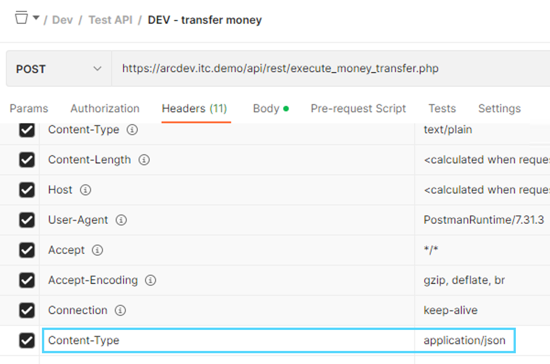 / Dev / Test API / DEV - transfer money
POST https://arcdev.itc.demo/api/rest/execute_money_transfer.php
Params Authorization Headers (11) Body Pre-request Script Tests Settings
Content-Type text/plain
Content-Length <calculated when reque
Host <calculated when reque
User-Agent PostmanRuntime/7.31.3
Accept */*
Accept-Encoding gzip, deflate, br
Connection keep-alive
Content-Type application/json